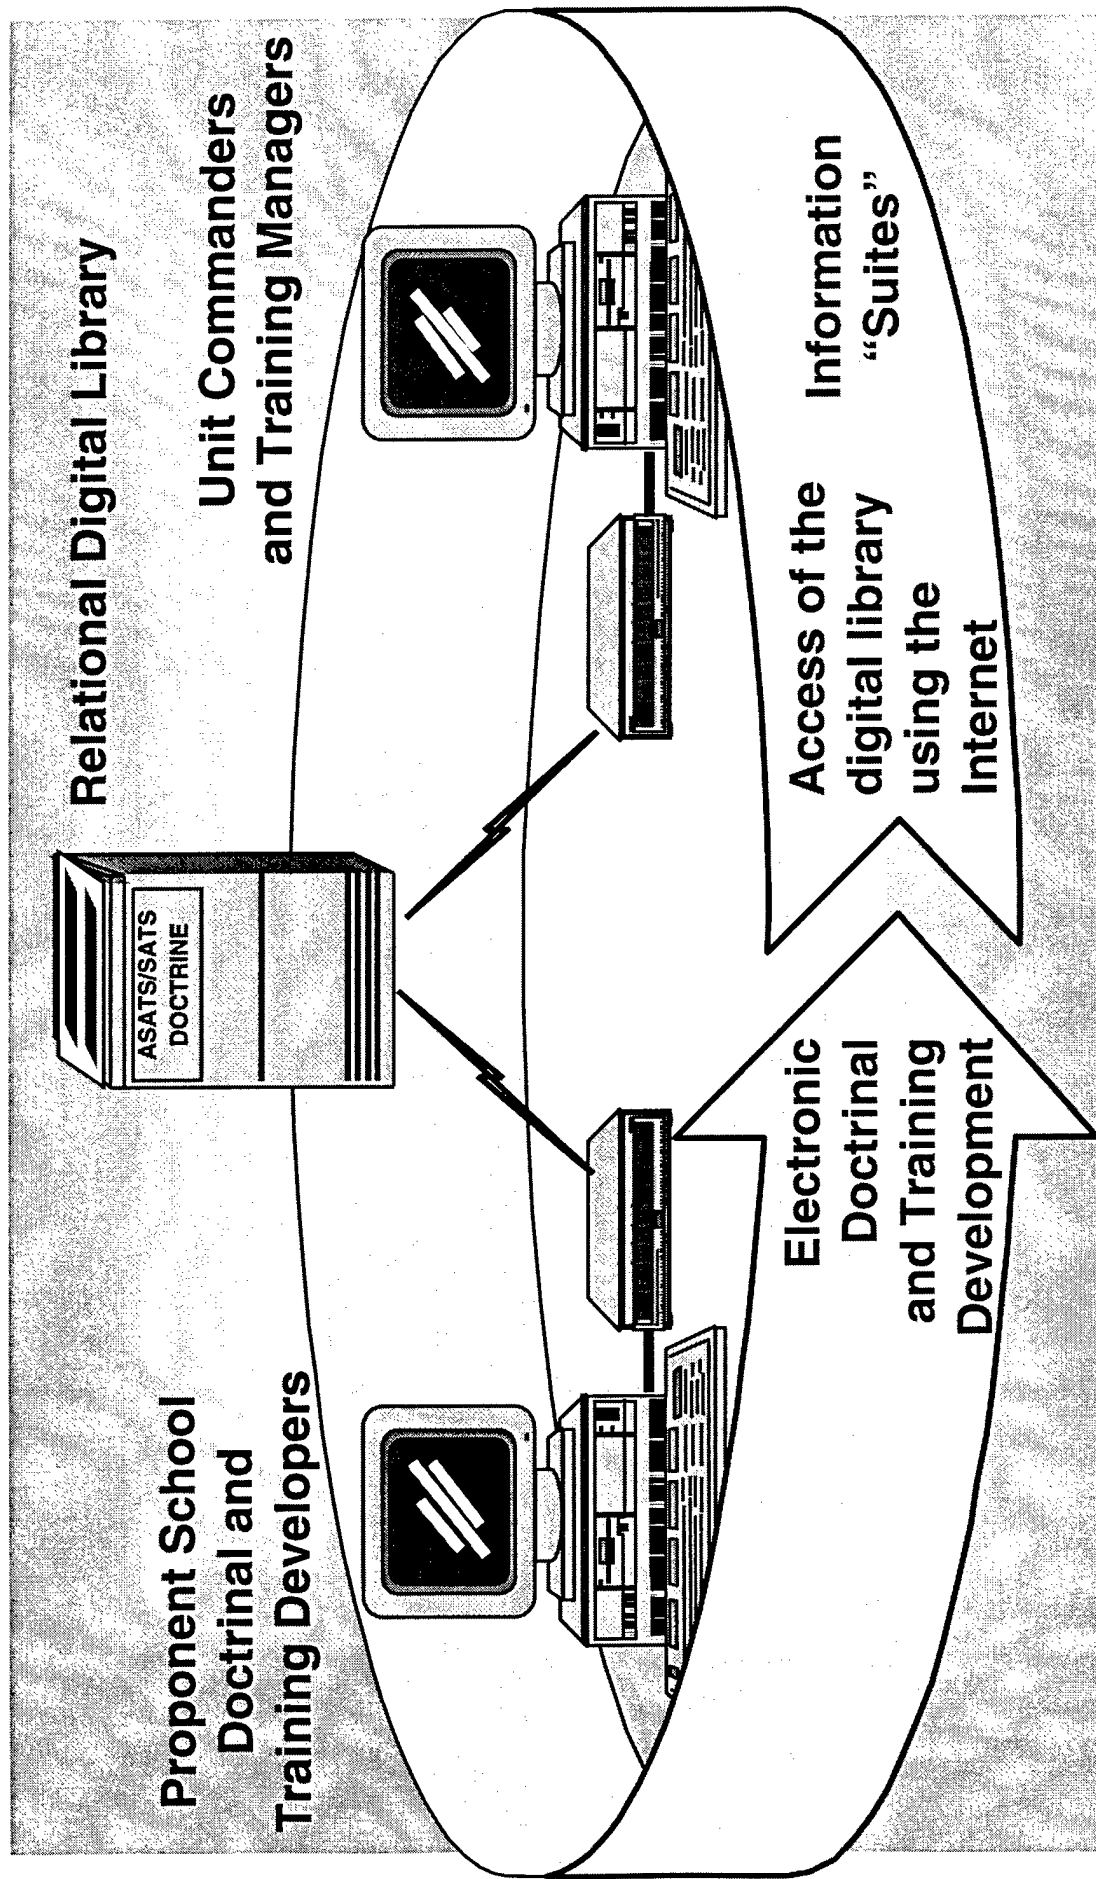 Relational Digital Library
Proponent School
Doctrinal and
Training Developers
ASATS/SATS
DOCTRINE
Unit Commanders
and Training Managers
Electronic
Doctrinal
and Training
Development
Access of the
digital library
using the
Internet
Information
“Suites”